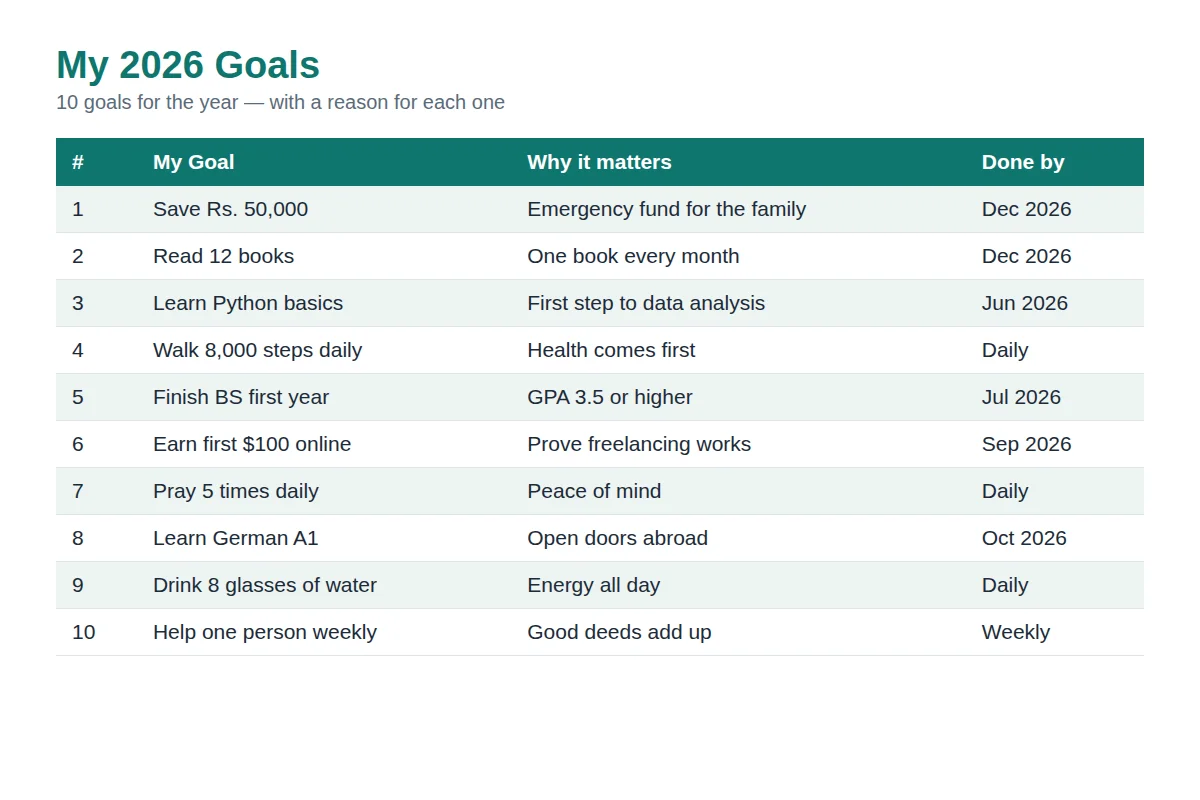 My 2026 Goals
10 goals for the year — with a reason for each one
# My Goal Why it matters Done by
1 Save Rs. 50,000 Emergency fund for the family Dec 2026
2 Read 12 books One book every month Dec 2026
3 Learn Python basics First step to data analysis Jun 2026
4 Walk 8,000 steps daily Health comes first Daily
5 Finish BS first year GPA 3.5 or higher Jul 2026
6 Earn first $100 online Prove freelancing works Sep 2026
7 Pray 5 times daily Peace of mind Daily
8 Learn German A1 Open doors abroad Oct 2026
9 Drink 8 glasses of water Energy all day Daily
10 Help one person weekly Good deeds add up Weekly